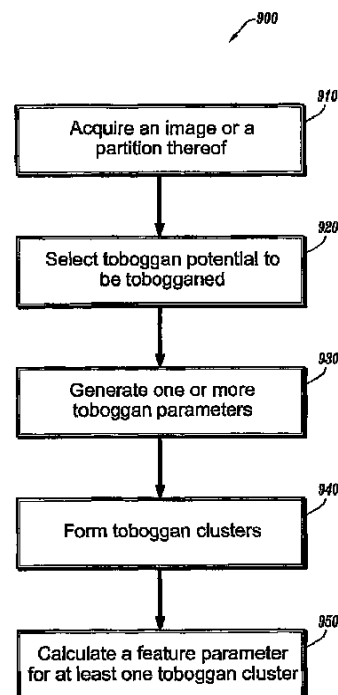 900
910
Acquire an image or a
partition thereof
920
Select toboggan potential to
be tobogganed
930
Generate one or more
toboggan parameters
940
Form toboggan clusters
950
Calculate a feature parameter
for at least one toboggan cluster